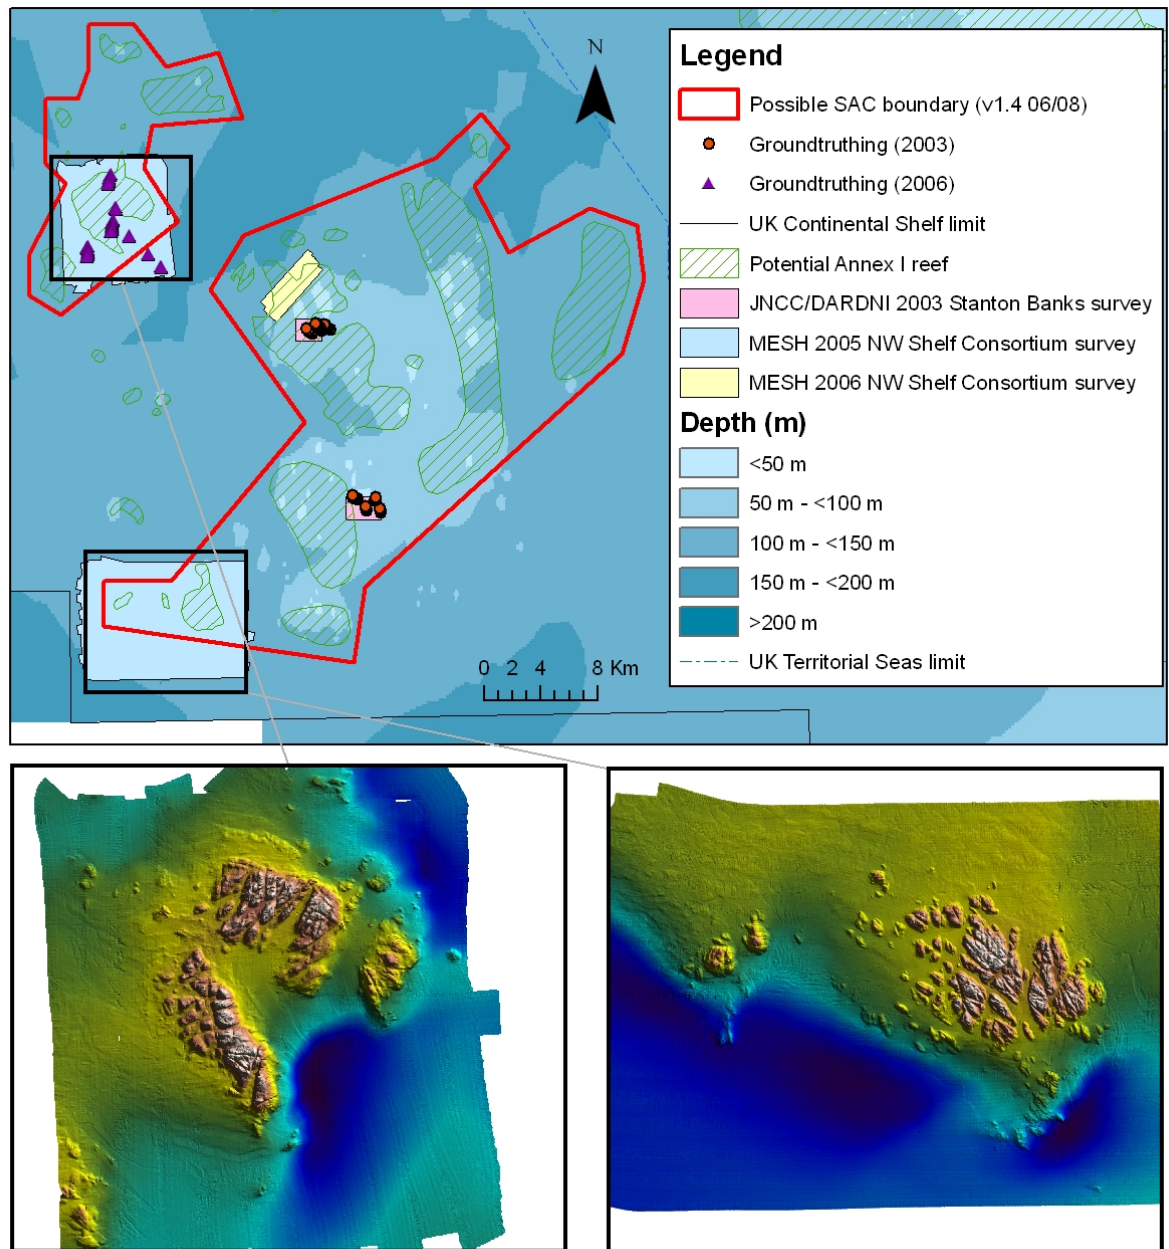 N
Legend
Possible SAC boundary (v1.4 06/08)
Groundtruthing (2003)
Groundtruthing (2006)
UK Continental Shelf limit
Potential Annex I reef
JNCC/DARDNI 2003 Stanton Banks survey
MESH 2005 NW Shelf Consortium survey
MESH 2006 NW Shelf Consortium survey
Depth (m)
<50 m
50 m - <100 m
100 m - <150 m
150 m - <200 m
>200 m
UK Territorial Seas limit
0 2 4 8 Km